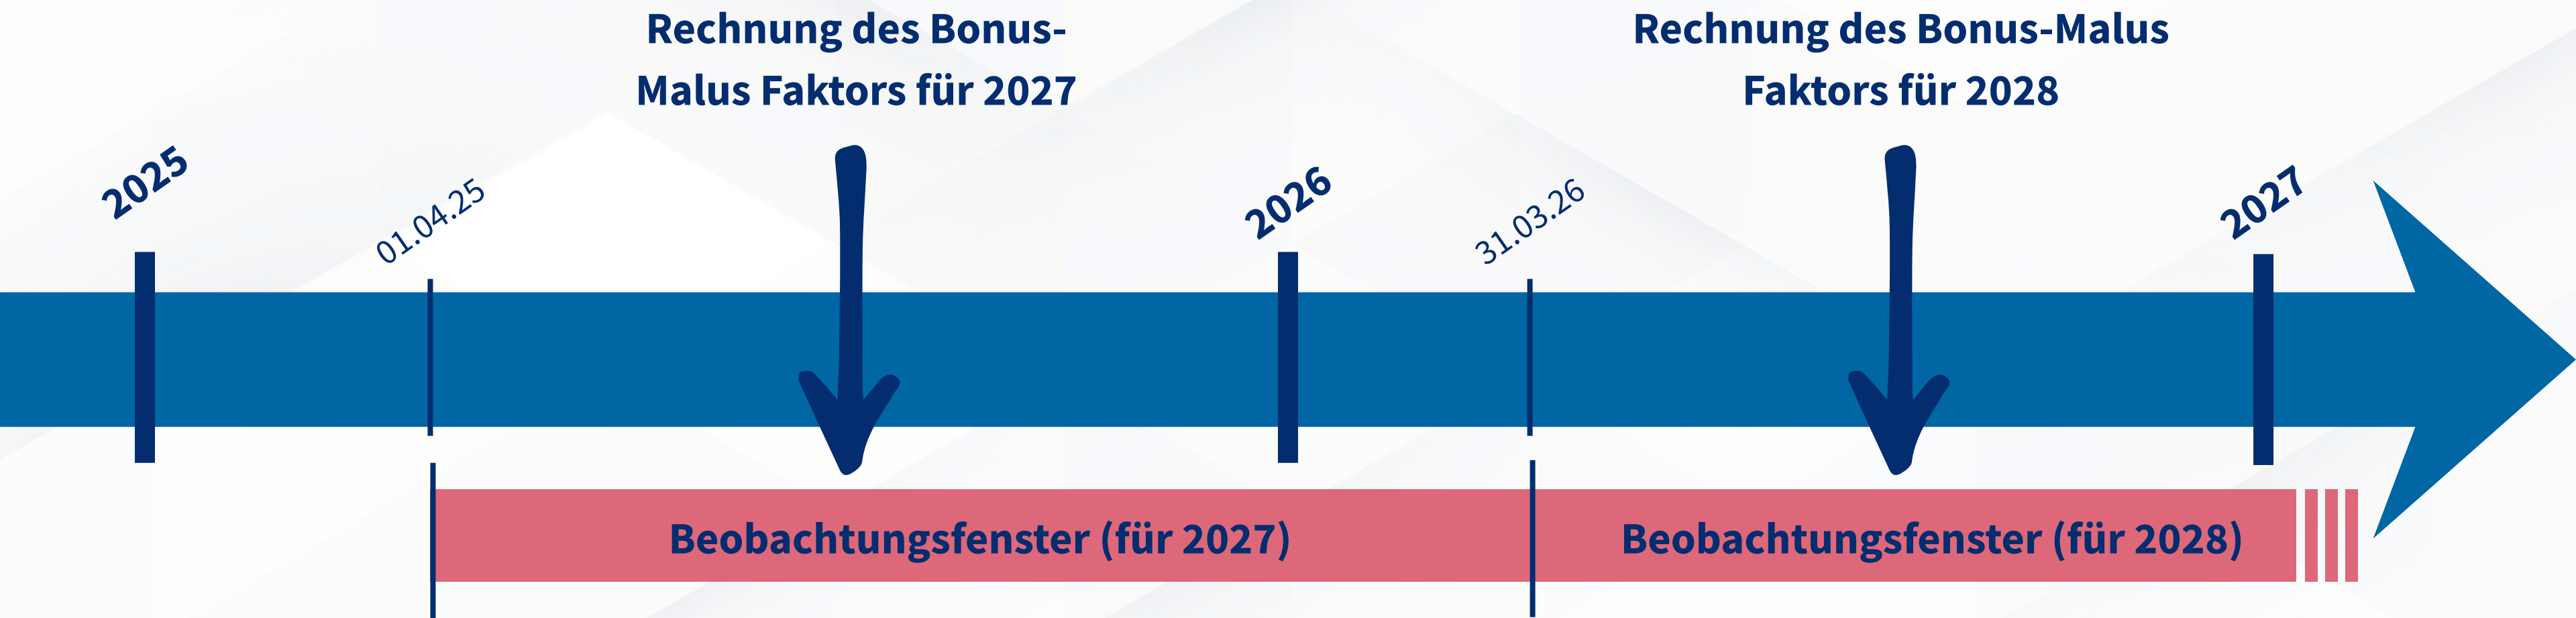 Rechnung des Bonus-
Malus Faktors für 2027
Rechnung des Bonus-Malus
Faktors für 2028
2025
01.04.25
2026
31.03.26
2027
Beobachtungsfenster (für 2027)
Beobachtungsfenster (für 2028)